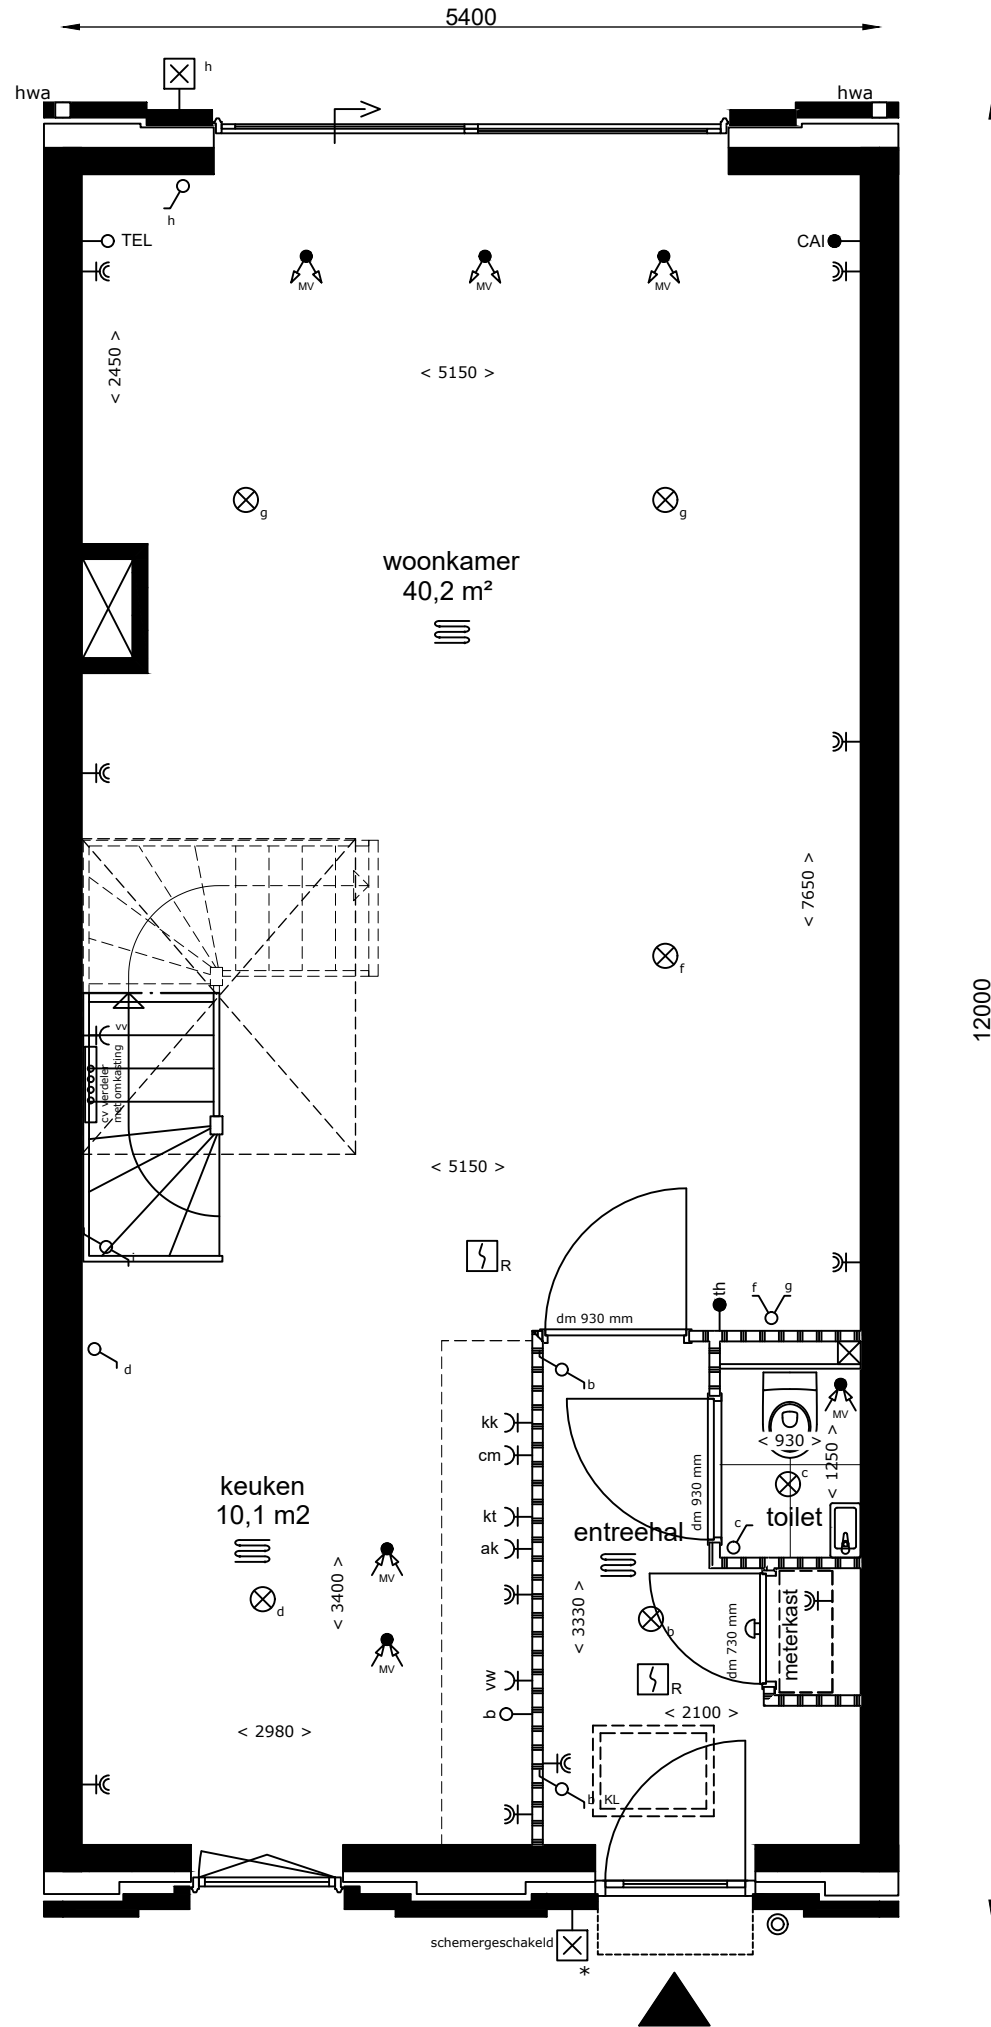 5400
h
hwa
hwa
h
TEL
CAI
MV
MV
MV
< 2450 >
< 5150 >
g
g
woonkamer
40,2 m²
< 7650 >
f
12000
vv
cv verdeler
met omkasting
< 5150 >
i
R
dm 930 mm
th
f
g
d
b
kk
cm
MV
< 930 >
< 1250 >
c
dm 930 mm
keuken
10,1 m2
kt
ak
entreehal
toilet
c
MV
< 3400 >
d
< 3330 >
b
dm 730 mm
meterkast
MV
vw
R
b
< 2100 >
< 2980 >
b
KL
schemergeschakeld
*